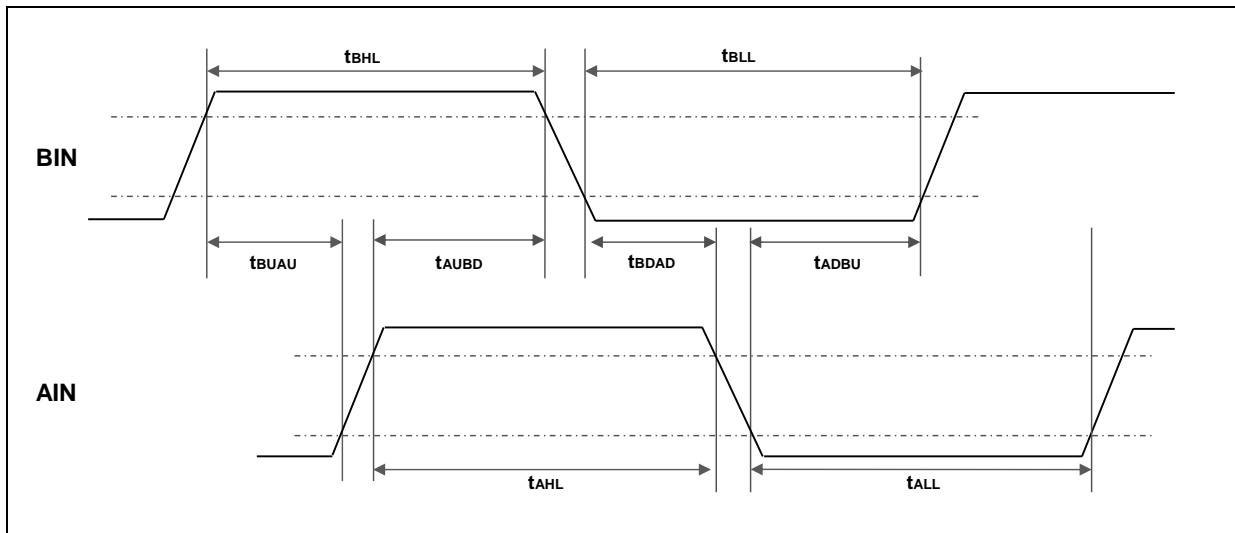 tBHL
tBLL
BIN
tBUAU
tAUBD
tBDAD
tADBU
AIN
tAHL
tALL